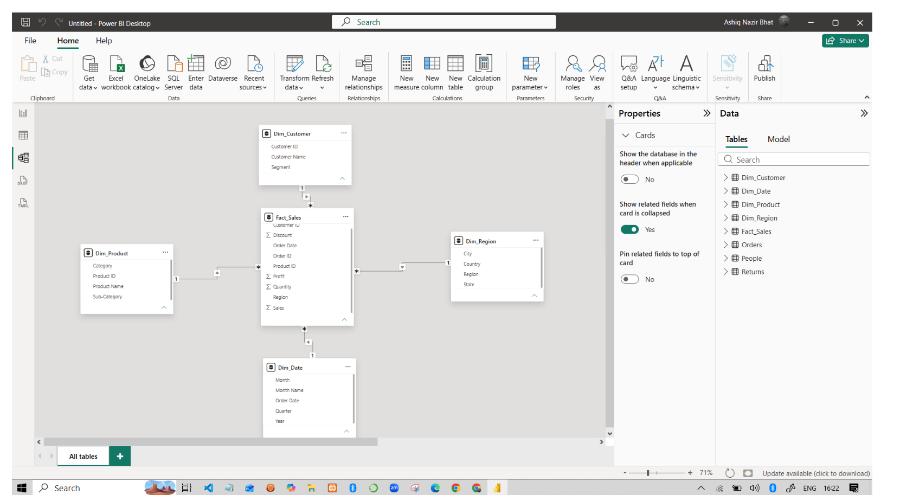 Untitled - Power BI Desktop
Search
Ashiq Nazir Bhat
File Home Help
Share
Paste
Cut
Copy
Get data
Excel workbook
OneLake catalog
SQL Server
Enter data
Dataverse
Recent sources
Transform data
Refresh
Manage relationships
New measure
New column
New table
Calculation group
New parameter
Manage roles
View as
Q&A setup
Language
Linguistic schema
Sensitivity
Publish
Clipboard
Data
Queries
Relationships
Calculations
Parameters
Security
Q&A
Sensitivity
Share
Dim_Customer
Customer ID
Customer Name
Segment
1
*
Fact_Sales
Customer ID
Σ Discount
Order Date
Order ID
Product ID
Σ Profit
Σ Quantity
Region
Σ Sales
Dim_Product
Category
Product ID
Product Name
Sub-Category
1
*
Dim_Region
City
Country
Region
State
*
1
*
1
Dim_Date
Month
Month Name
Order Date
Quarter
Year
Properties
Cards
Show the database in the
header when applicable
No
Show related fields when
card is collapsed
Yes
Pin related fields to top of
card
No
Data
Tables Model
Search
Dim_Customer
Dim_Date
Dim_Product
Dim_Region
Fact_Sales
Orders
People
Returns
All tables
+
- + 71%
Update available (click to download)
Search
ENG 16:22